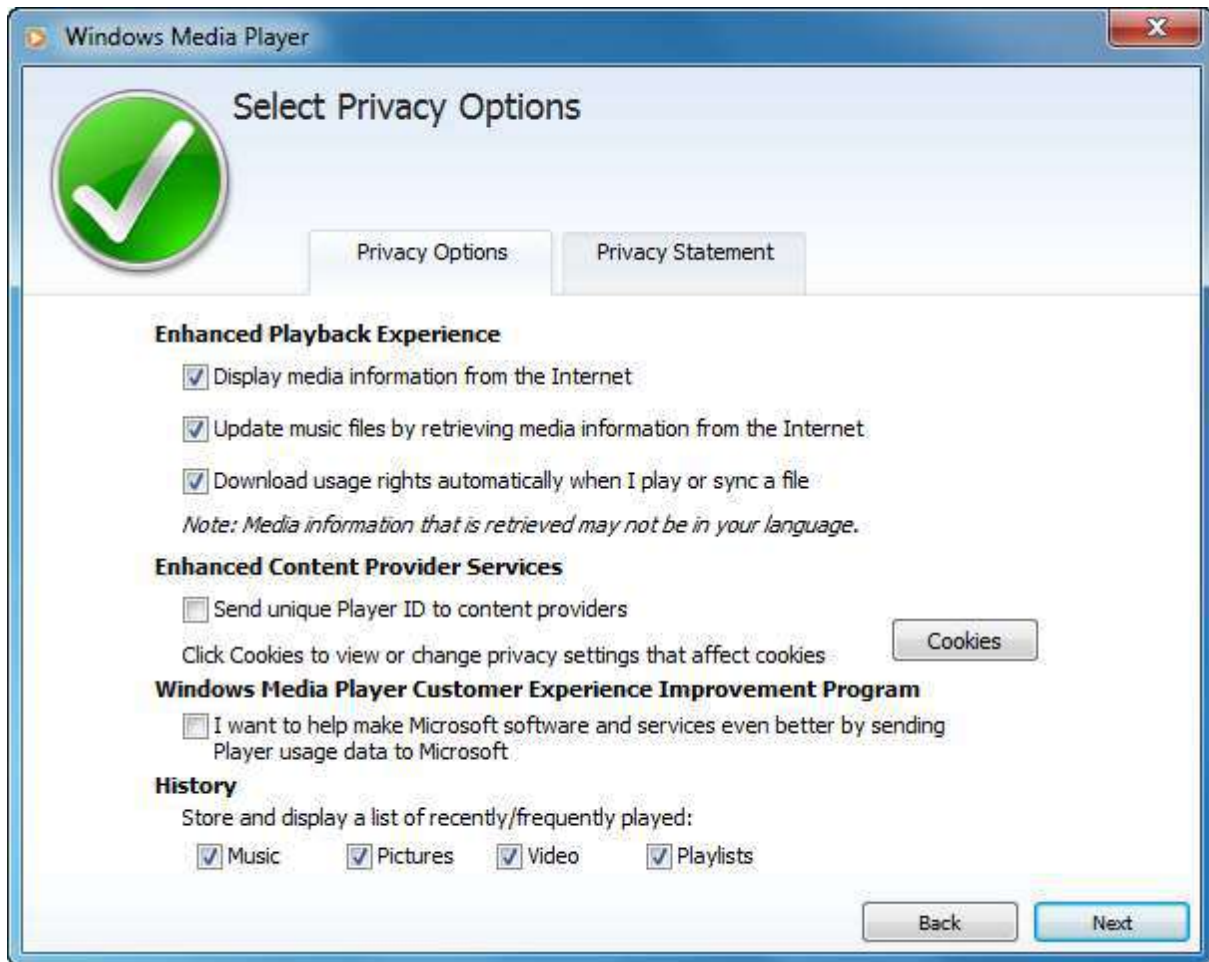 Windows Media Player
Select Privacy Options
Privacy Options
Privacy Statement
Enhanced Playback Experience
Display media information from the Internet
Update music files by retrieving media information from the Internet
Download usage rights automatically when I play or sync a file
Note: Media information that is retrieved may not be in your language.
Enhanced Content Provider Services
Send unique Player ID to content providers
Click Cookies to view or change privacy settings that affect cookies
Cookies
Windows Media Player Customer Experience Improvement Program
I want to help make Microsoft software and services even better by sending
Player usage data to Microsoft
History
Store and display a list of recently/frequently played:
Music
Pictures
Video
Playlists
Back
Next